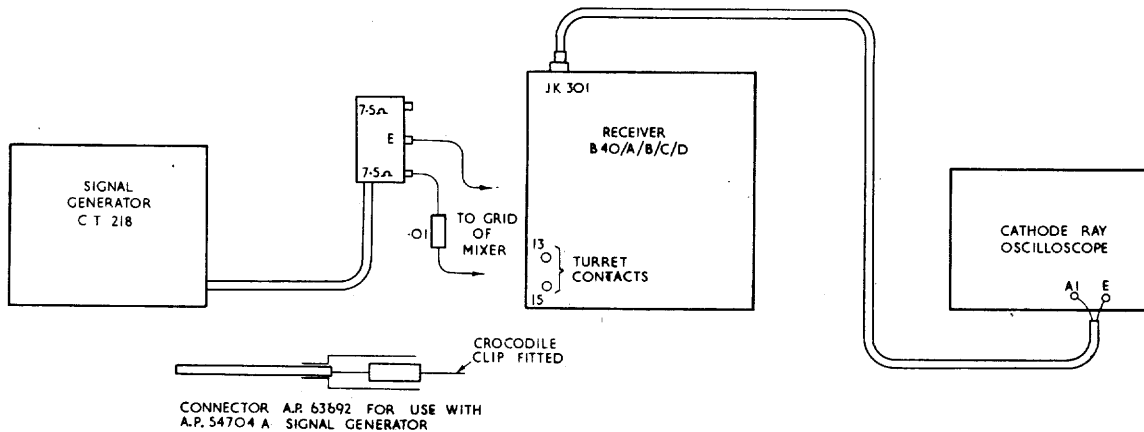 SIGNAL
GENERATOR
C T 218
7·5Ω
E
7·5Ω
·01
TO GRID
OF
MIXER
JK 301
RECEIVER
B40/A/B/C/D
13
15
TURRET
CONTACTS
CATHODE RAY
OSCILLOSCOPE
A1
E
CROCODILE
CLIP FITTED
CONNECTOR A.P. 63692 FOR USE WITH
A.P. 54704 A SIGNAL GENERATOR